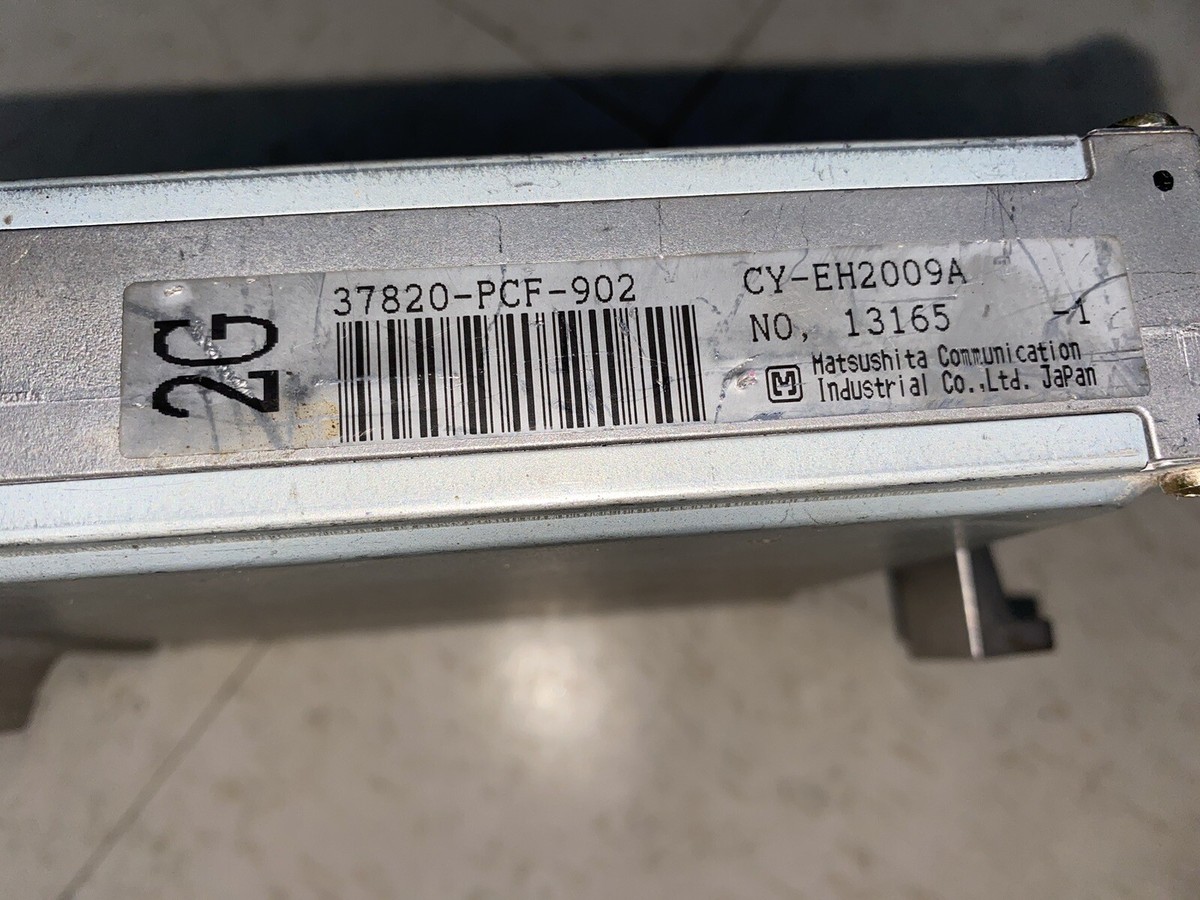 2G
37820-PCF-902
CY-EH2009A
NO, 13165 -1
Matsushita Communication
Industrial Co.,Ltd. JaPan